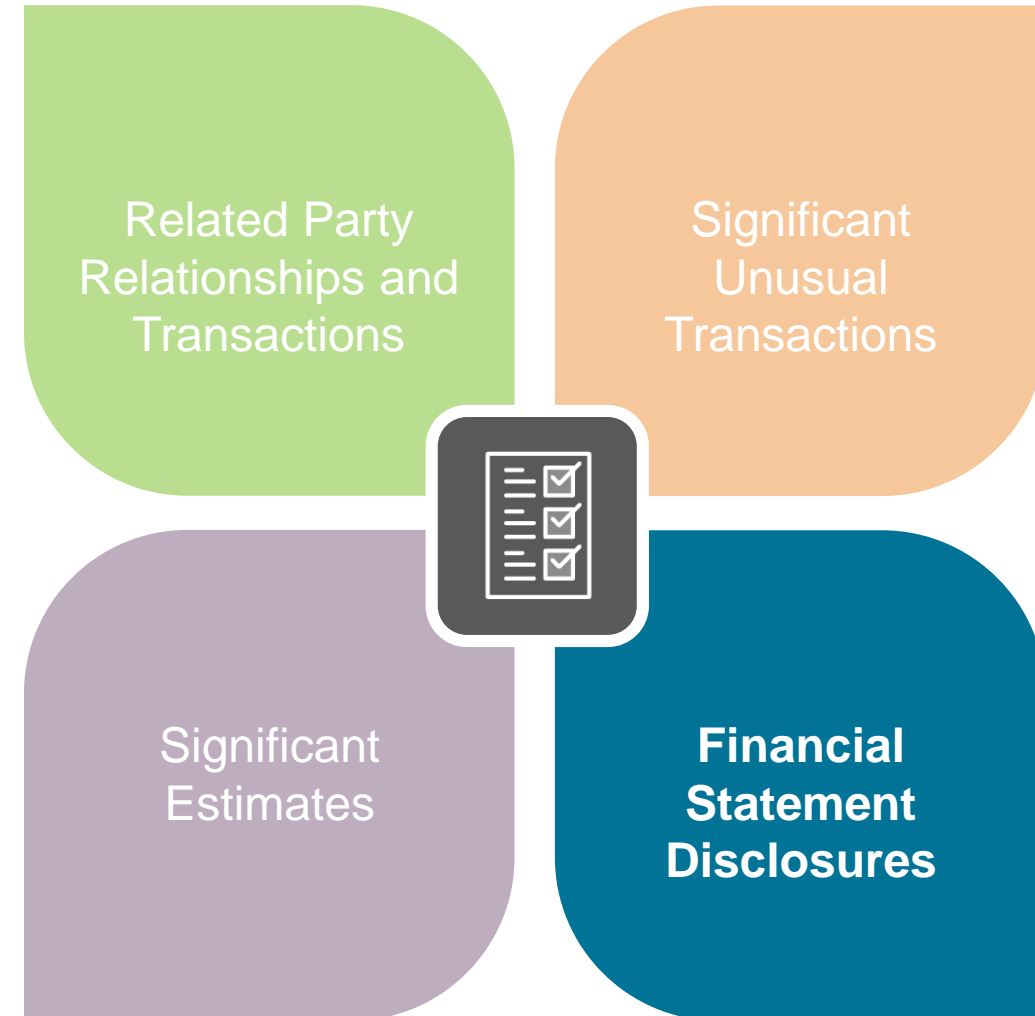 Related Party
Relationships and
Transactions
Significant
Unusual
Transactions
Significant
Estimates
Financial
Statement
Disclosures